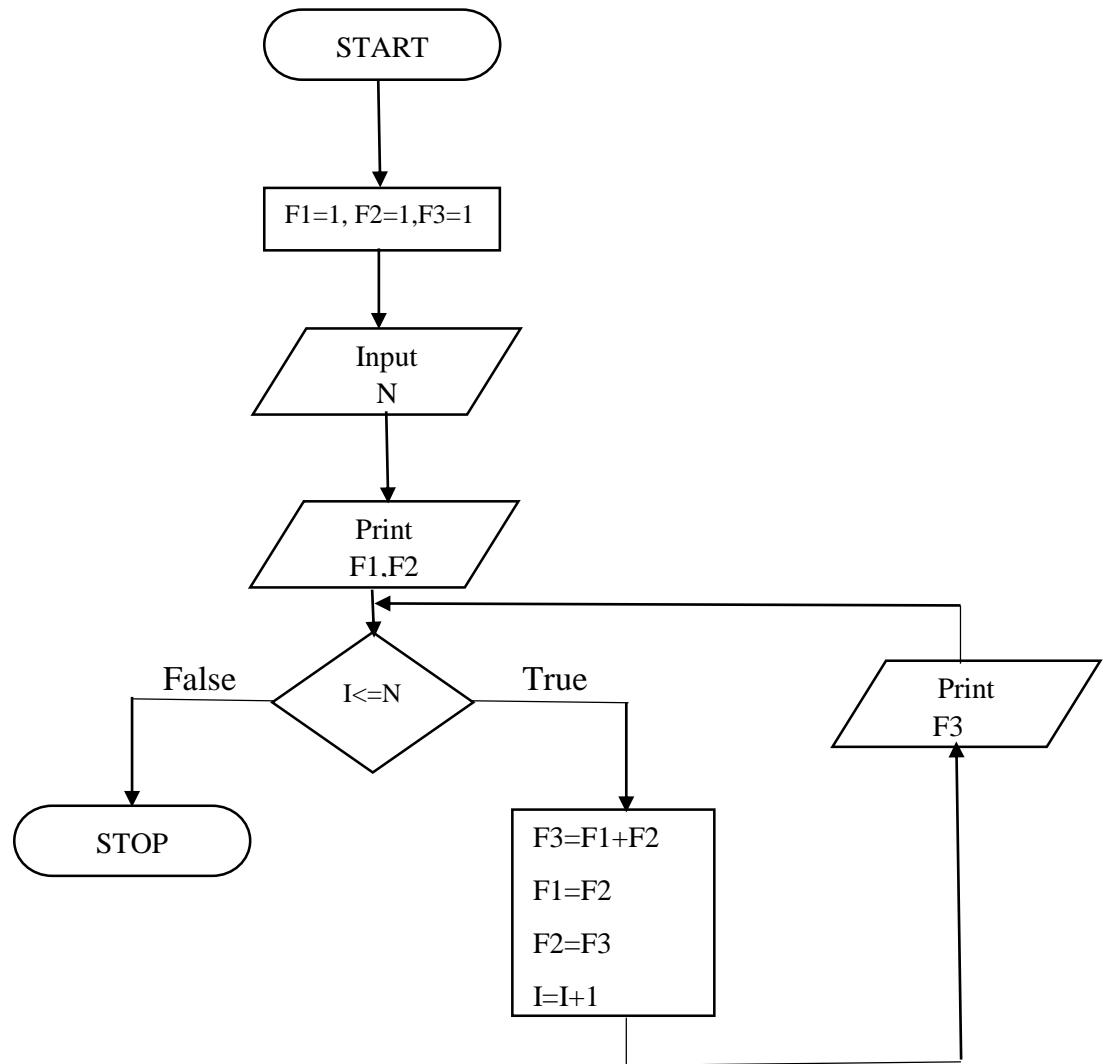 START
F1=1, F2=1,F3=1
Input
N
Print
F1,F2
False
I<=N
True
Print
F3
STOP
F3=F1+F2
F1=F2
F2=F3
I=I+1